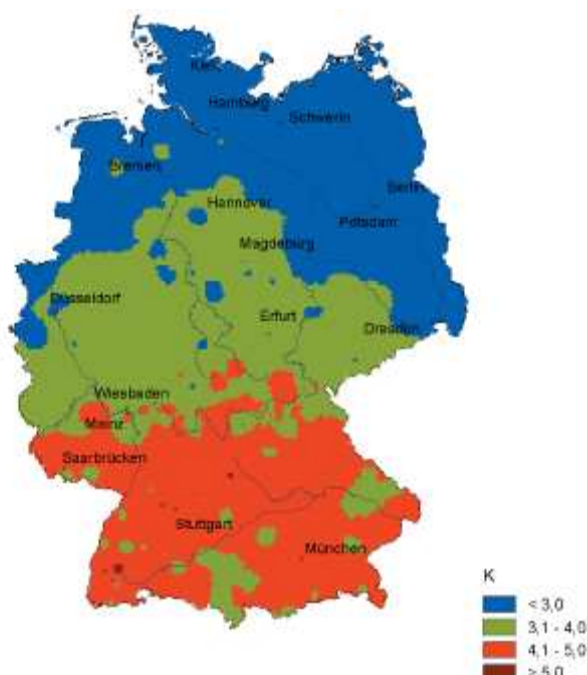 Kiel
Hamburg
Schwerin
Bremen
Berlin
Hannover
Potsdam
Magdeburg
Düsseldorf
Erfurt
Dresden
Wiesbaden
Mainz
Saarbrücken
Stuttgart
München
K
< 3,0
3,1 - 4,0
4,1 - 5,0
> 5,0